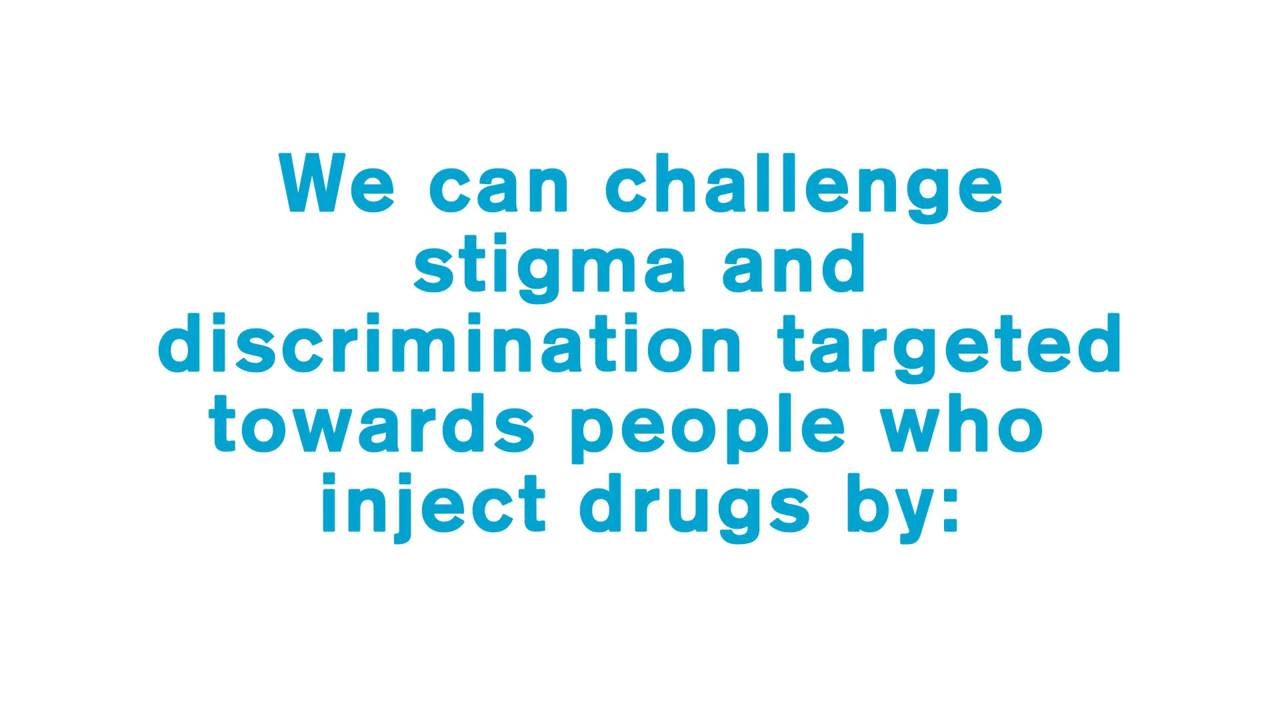 We can challenge
stigma and
discrimination targeted
towards people who
inject drugs by: